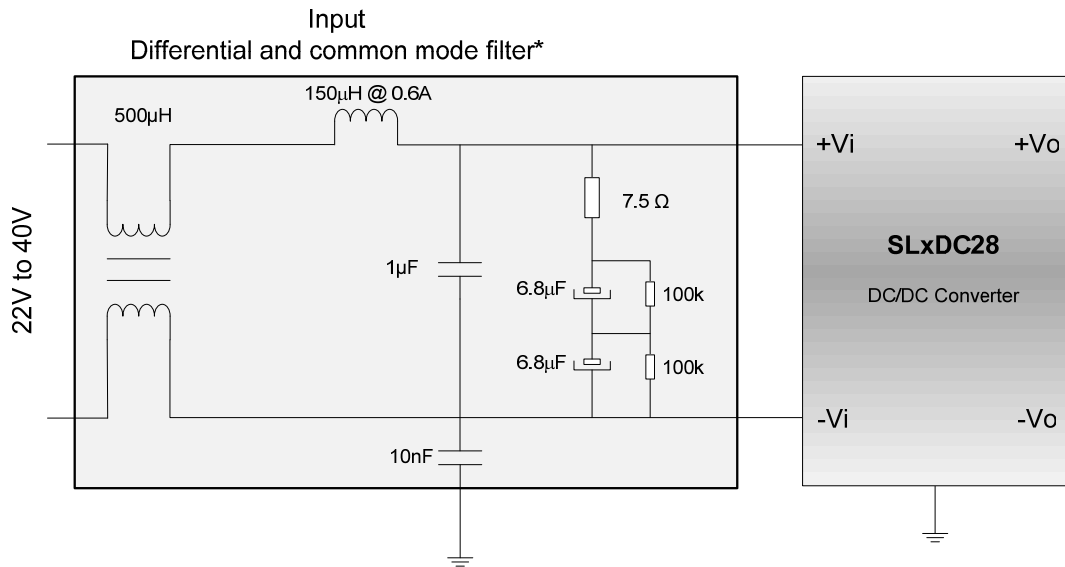 Input
Differential and common mode filter*
150µH @ 0.6A
500µH
+Vi
+Vo
7.5 Ω
22V to 40V
SLxDC28
1µF
6.8µF
100k
DC/DC Converter
6.8µF
100k
-Vi
-Vo
10nF